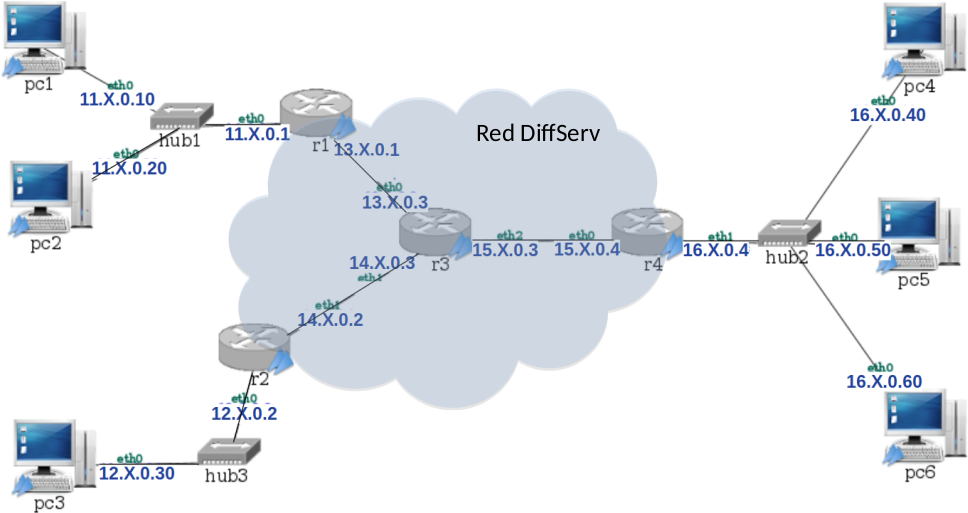 pc1
eth0
11.X.0.10
hub1
eth0
11.X.0.1
eth0
11.X.0.20
pc2
r1
13.X.0.1
eth0
13.X.0.3
Red DiffServ
r3
eth2
15.X.0.3
eth0
15.X.0.4
r4
eth1
16.X.0.4
hub2
eth0
16.X.0.40
pc4
eth0
16.X.0.50
pc5
eth0
16.X.0.60
pc6
14.X.0.3
eth1
eth1
14.X.0.2
r2
eth0
12.X.0.2
hub3
eth0
12.X.0.30
pc3